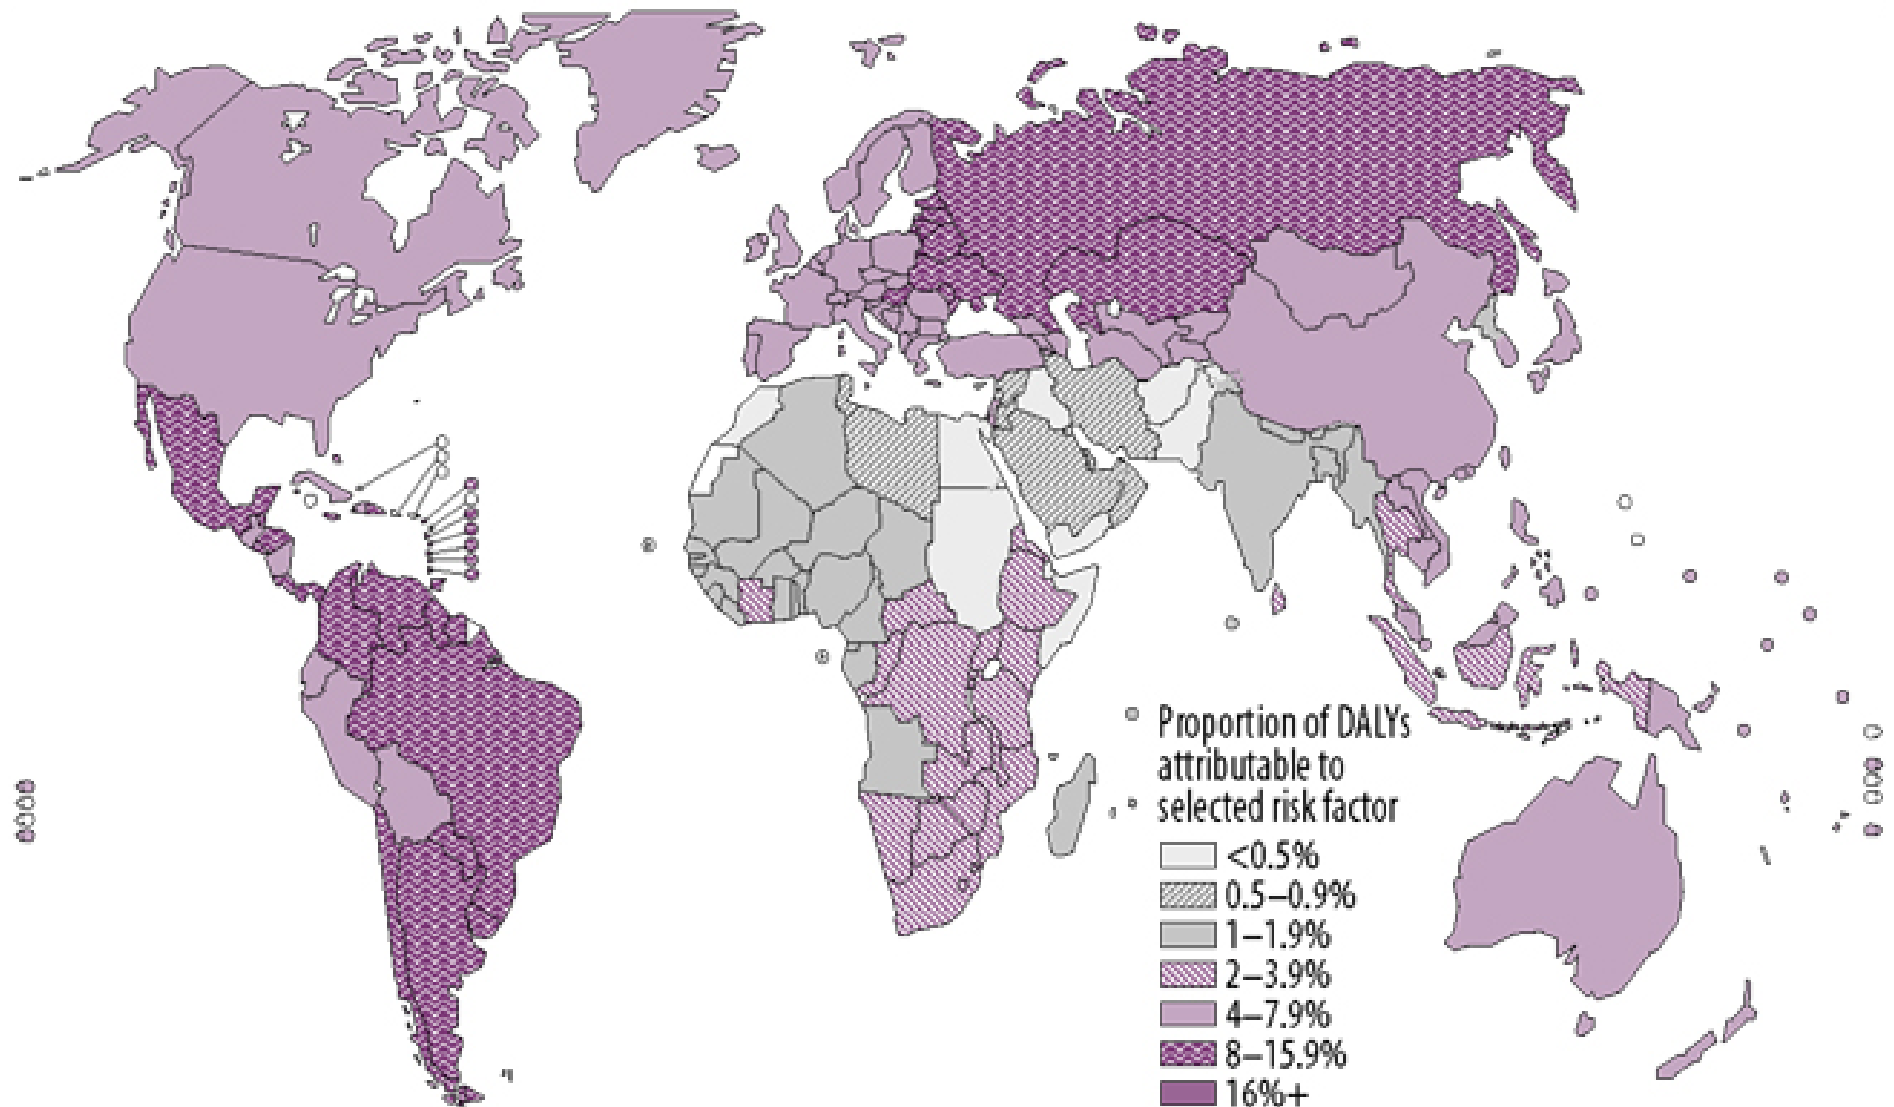 Proportion of DALYs
attributable to
selected risk factor
<0.5%
0.5–0.9%
1–1.9%
2–3.9%
4–7.9%
8–15.9%
16%+